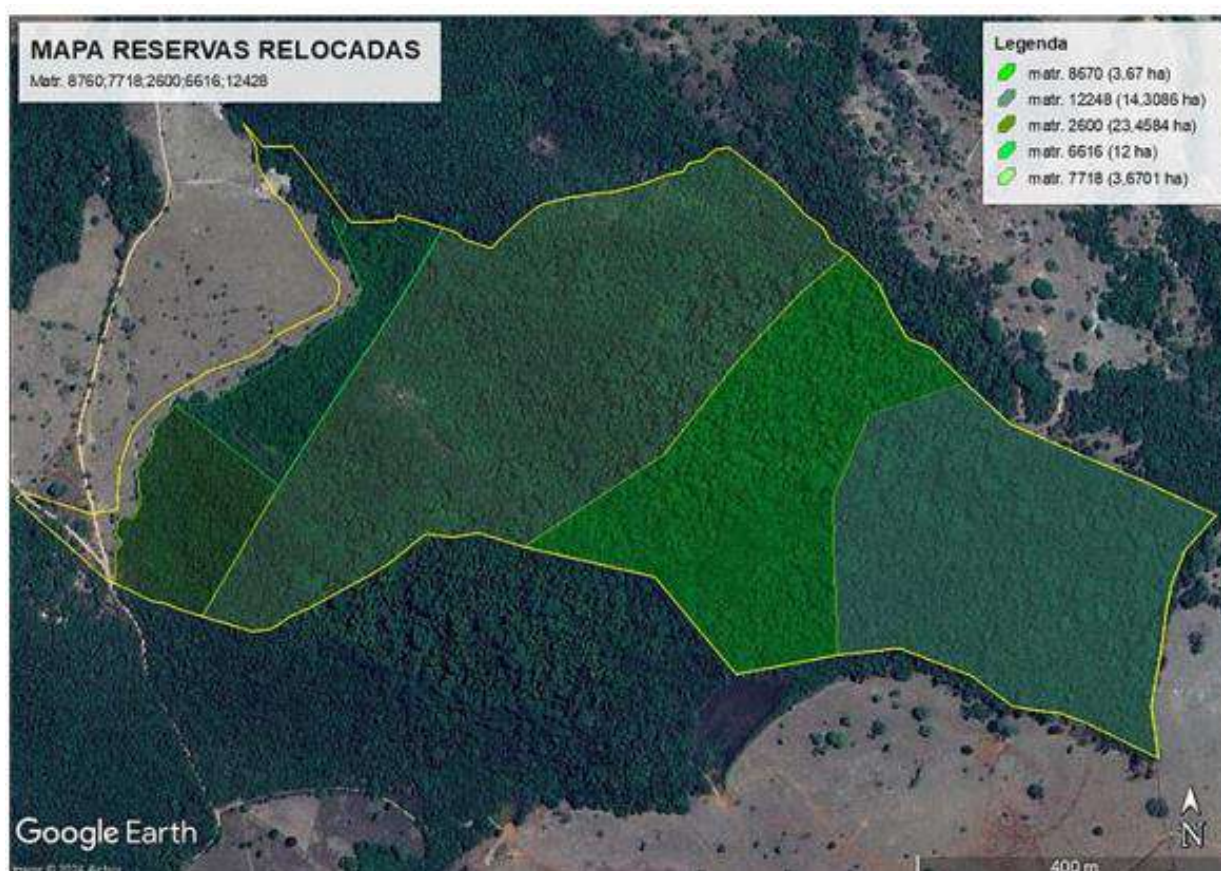 MAPA RESERVAS RELOCADAS
Matr. 8760;7718;2600;6616;12428
Legenda
matr. 8670 (3,67 ha)
matr. 12248 (14,3086 ha)
matr. 2600 (23,4584 ha)
matr. 6616 (12 ha)
matr. 7718 (3,6701 ha)
Google Earth
N
400 m